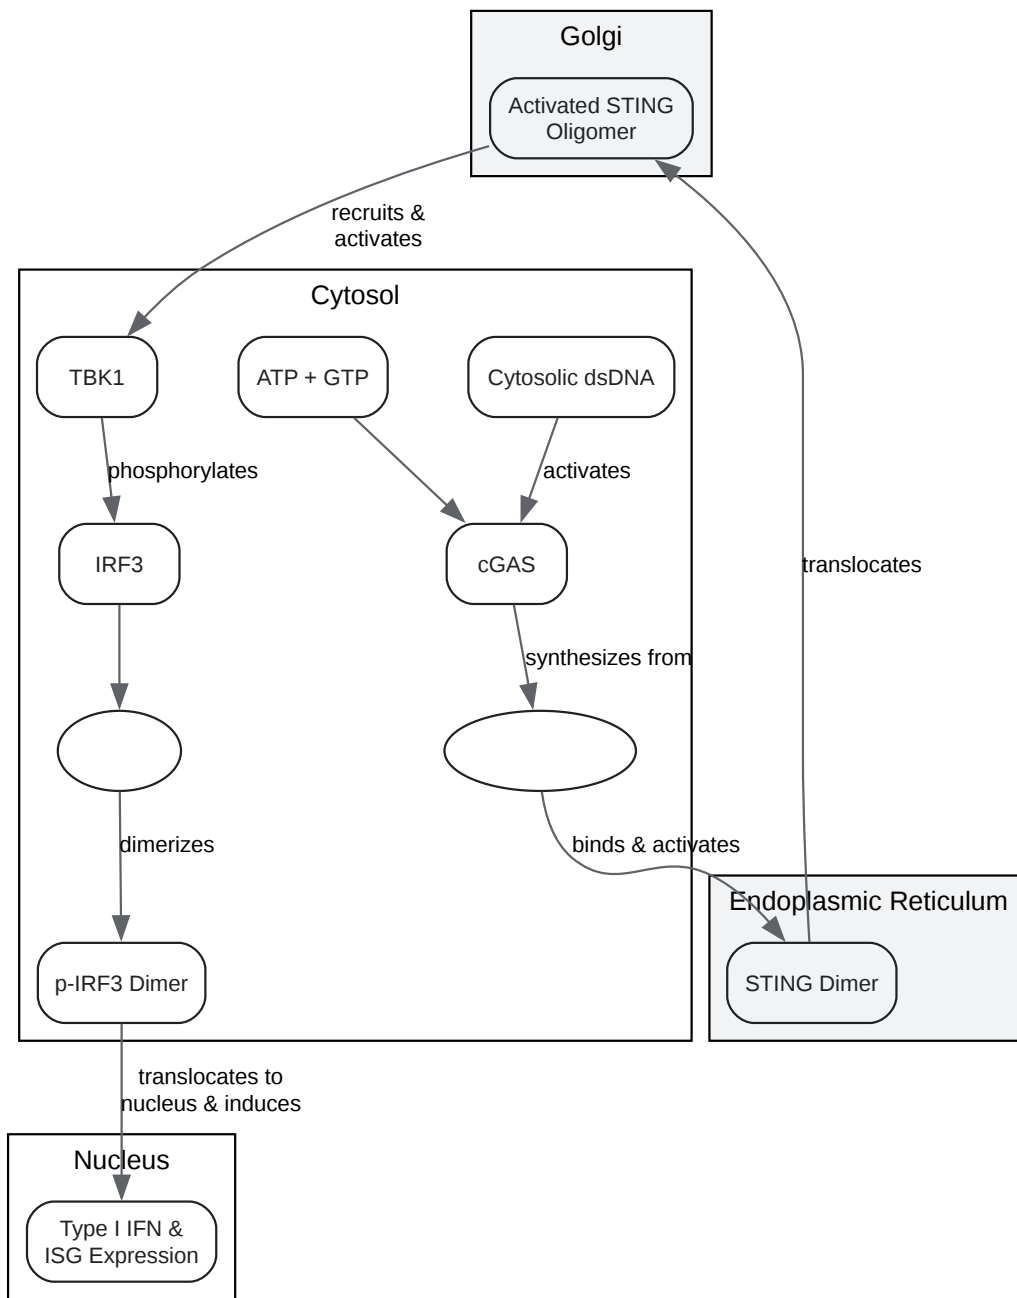 Golgi
Activated STING
Oligomer
recruits &
activates
Cytosol
TBK1
ATP + GTP
Cytosolic dsDNA
phosphorylates
activates
IRF3
cGAS
translocates
synthesizes from
dimerizes
binds & activates
Endoplasmic Reticulum
p-IRF3 Dimer
STING Dimer
translocates to
nucleus & induces
Nucleus
Type I IFN &
ISG Expression